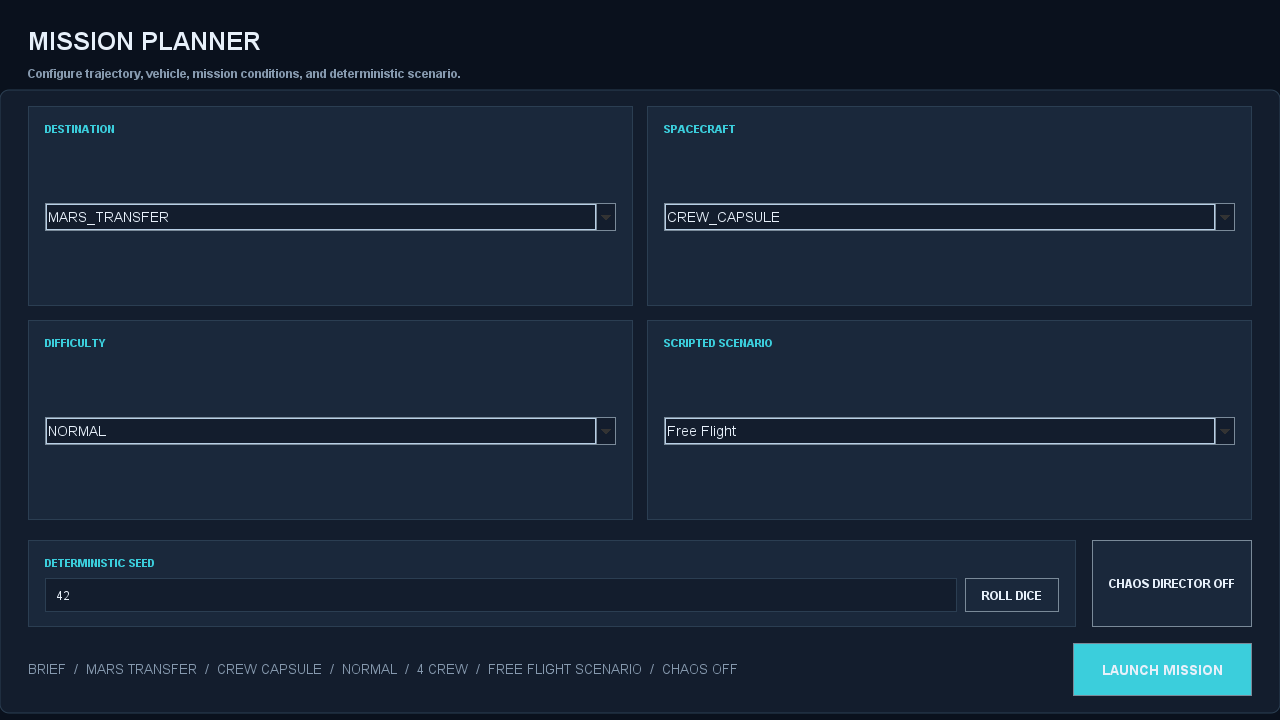 MISSION PLANNER
Configure trajectory, vehicle, mission conditions, and deterministic scenario.
DESTINATION
MARS_TRANSFER
SPACECRAFT
CREW_CAPSULE
DIFFICULTY
NORMAL
SCRIPTED SCENARIO
Free Flight
DETERMINISTIC SEED
42
ROLL DICE
CHAOS DIRECTOR OFF
BRIEF / MARS TRANSFER / CREW CAPSULE / NORMAL / 4 CREW / FREE FLIGHT SCENARIO / CHAOS OFF
LAUNCH MISSION